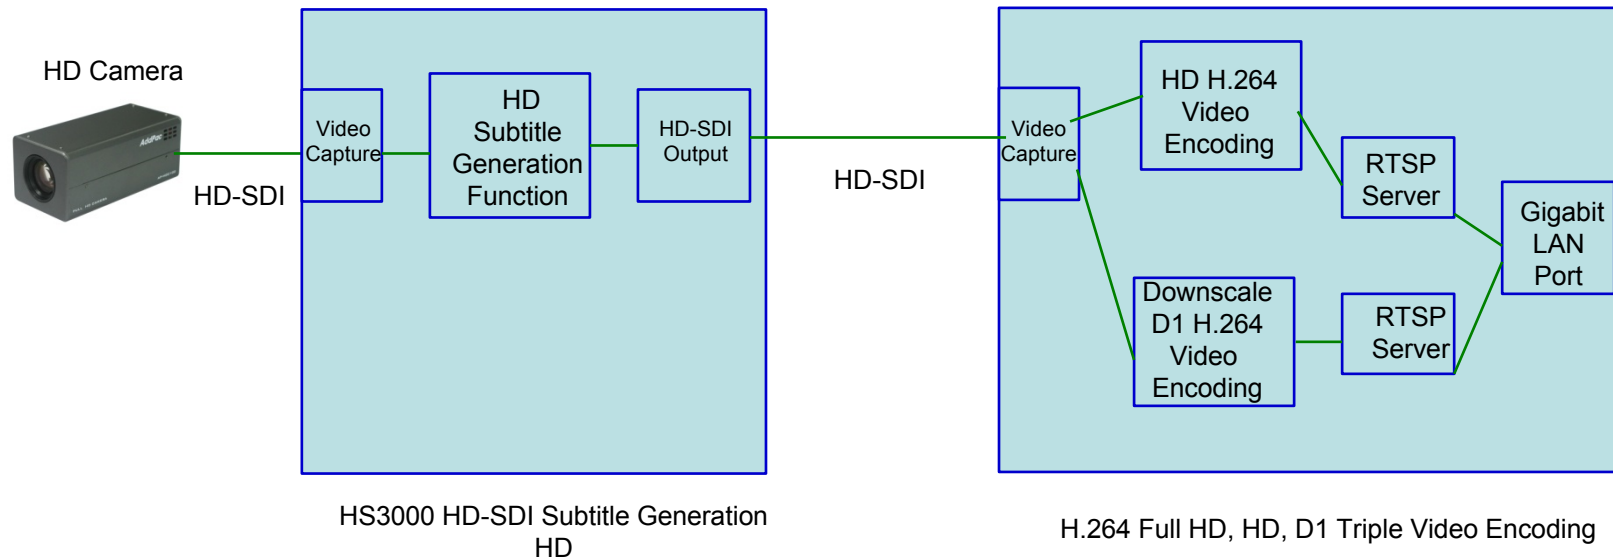 HD Camera
AddPac
HD-SDI
Video
Capture
HD
Subtitle
Generation
Function
HD-SDI
Output
HD-SDI
HS3000 HD-SDI Subtitle Generation
HD
Video
Capture
HD H.264
Video
Encoding
Downscale
D1 H.264
Video
Encoding
RTSP
Server
RTSP
Server
Gigabit
LAN
Port
H.264 Full HD, HD, D1 Triple Video Encoding